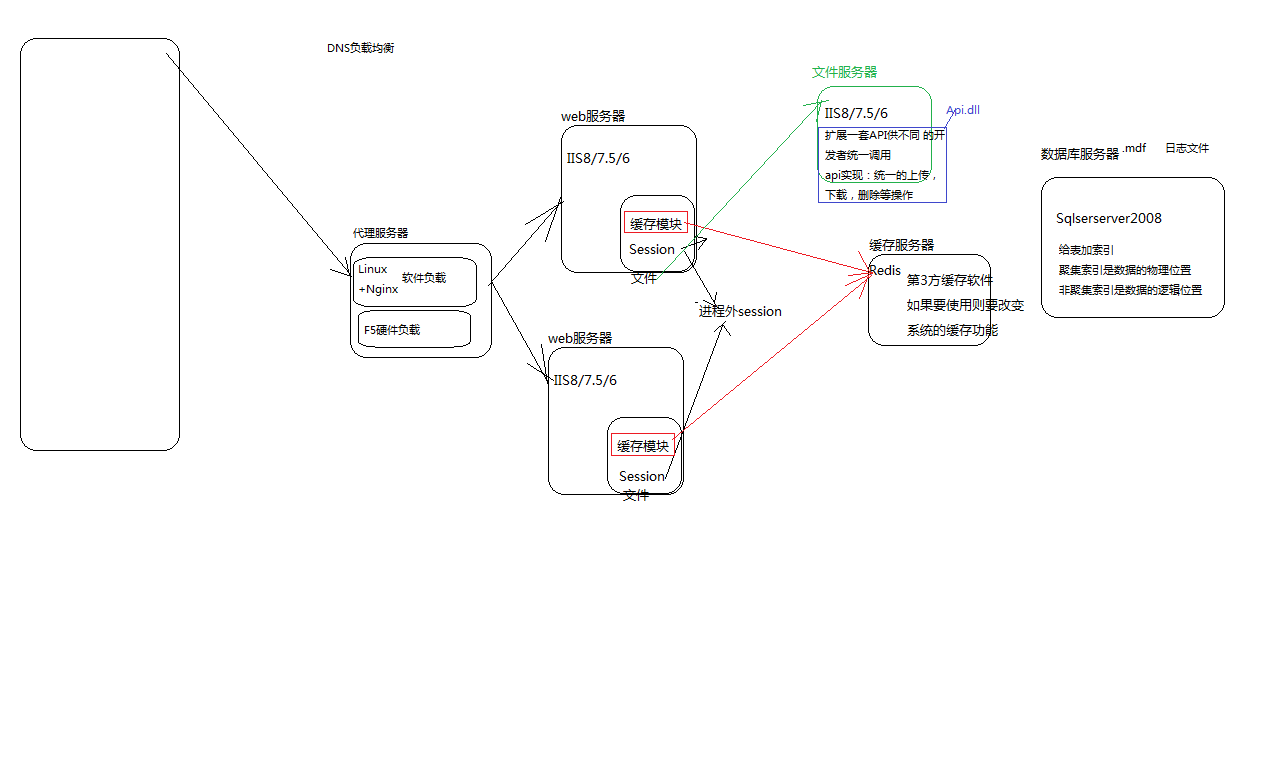 DNS负载均衡
代理服务器
Linux
+Nginx
软件负载
F5硬件负载
web服务器
IIS8/7.5/6
缓存模块
Session
文件
web服务器
IIS8/7.5/6
缓存模块
Session
文件
进程外session
文件服务器
IIS8/7.5/6
Api.dll
扩展一套API供不同 的开
发者统一调用
api实现：统一的上传，
下载，删除等操作
缓存服务器
Redis
第3方缓存软件
如果要使用则要改变
系统的缓存功能
数据库服务器
.mdf
日志文件
Sqlserserver2008
给表加索引
聚集索引是数据的物理位置
非聚集索引是数据的逻辑位置